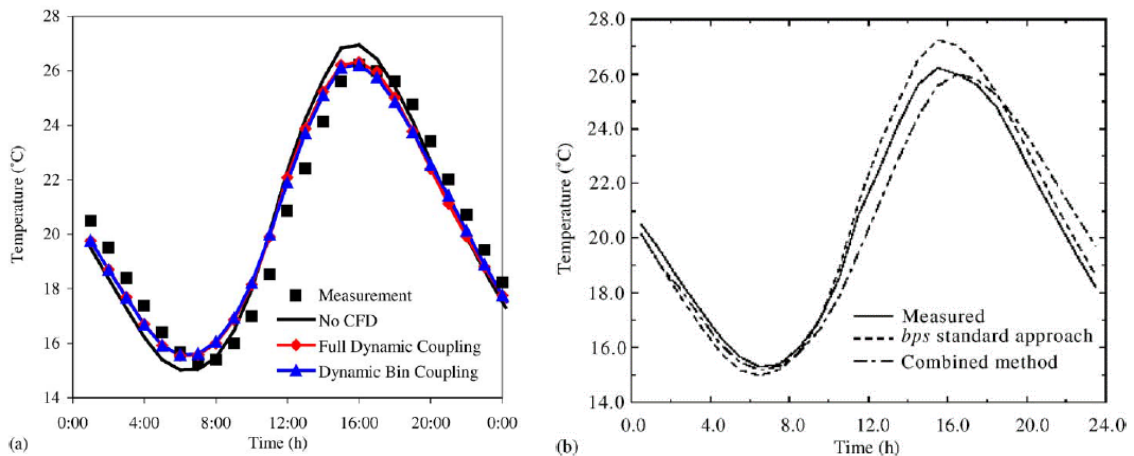 28
26
24
22
20
18
16
14
Temperature (°C)
Measurement
No CFD
Full Dynamic Coupling
Dynamic Bin Coupling
0:00 4:00 8:00 12:00 16:00 20:00 0:00
(a) Time (h)
28.0
26.0
24.0
22.0
20.0
18.0
16.0
14.0
Temperature (°C)
Measured
bps standard approach
Combined method
0.0 4.0 8.0 12.0 16.0 20.0 24.0
(b) Time (h)